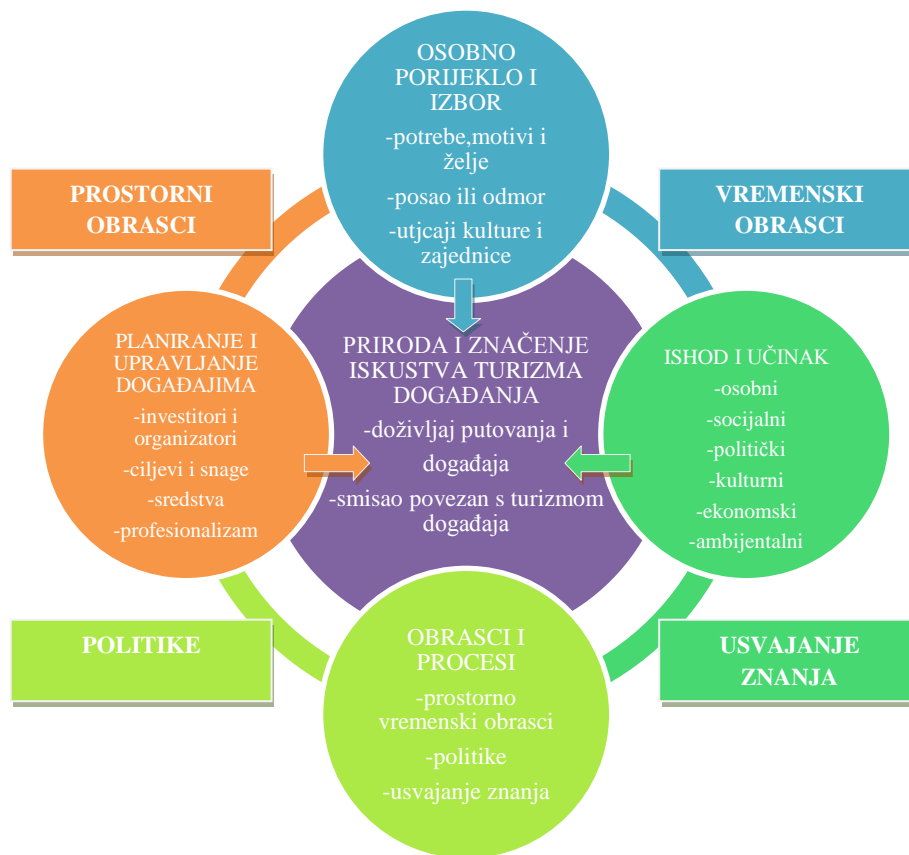 OSOBNO
PORIJEKLO I
IZBOR
-potrebe,motivi i
želje
-posao ili odmor
-utjcaji kulture i
zajednice
PROSTORNI
OBRASCI
VREMENSKI
OBRASCI
PLANIRANJE I
UPRAVLJANJE
DOGAĐAJIMA
-investitori i
organizatori
-ciljevi i snage
-sredstva
-profesionalizam
PRIRODA I ZNAČENJE
ISKUSTVA TURIZMA
DOGAĐANJA
-doživljaj putovanja i
događaja
-smisao povezan s turizmom
događaja
ISHOD I UČINAK
-osobni
-socijalni
-politički
-kulturni
-ekonomski
-ambijentalni
POLITIKE
USVAJANJE
ZNANJA
OBRASCI I
PROCESI
-prostorno
vremenski obrasci
-politike
-usvajanje znanja